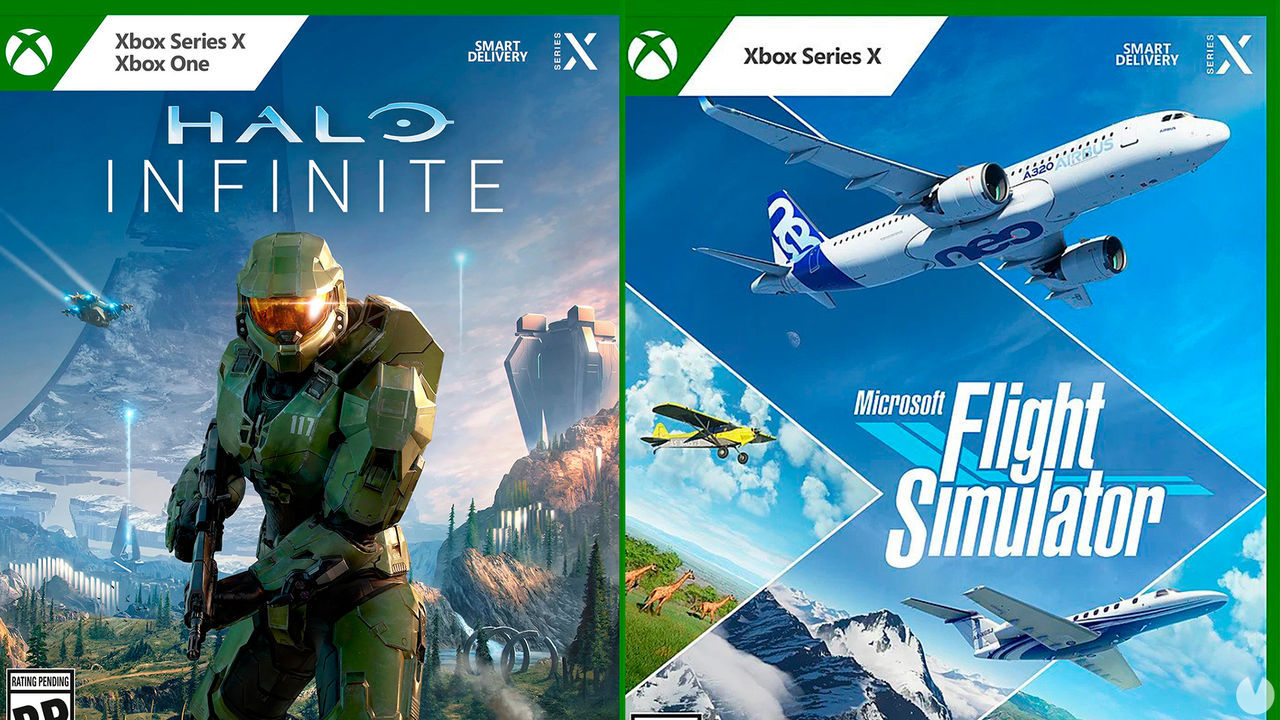 Xbox Series X
Xbox One
SMART
DELIVERY
SERIES X
HALO
INFINITE
117
RATING PENDING
RP
Xbox Series X
SMART
DELIVERY
SERIES X
AIRBUS
A320 AIRBUS
neo
Microsoft
Flight
Simulator